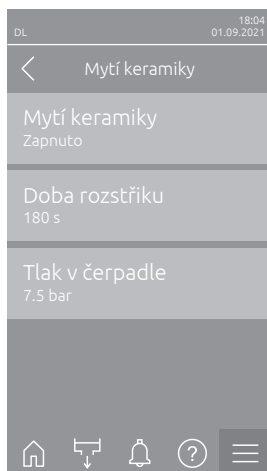 18:04
DL 01.09.2021
Mytí keramiky
Mytí keramiky
Zapnuto
Doba rozstřiku
180 s
Tlak v čerpadle
7.5 bar
?